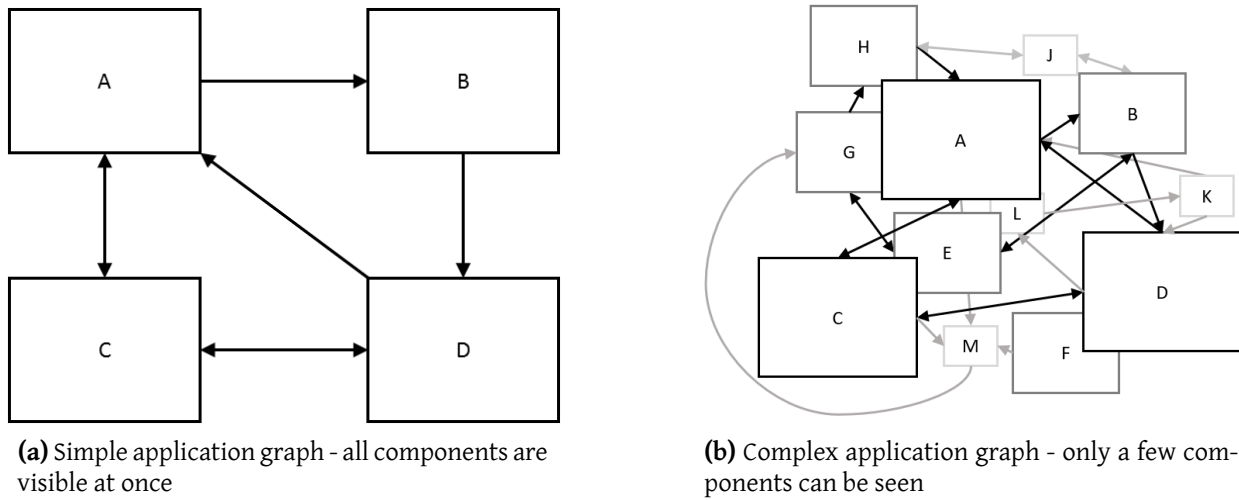 A
B
C
D
(a) Simple application graph - all components are
visible at once
H
J
B
A
G
K
L
E
D
C
M
F
(b) Complex application graph - only a few com-
ponents can be seen